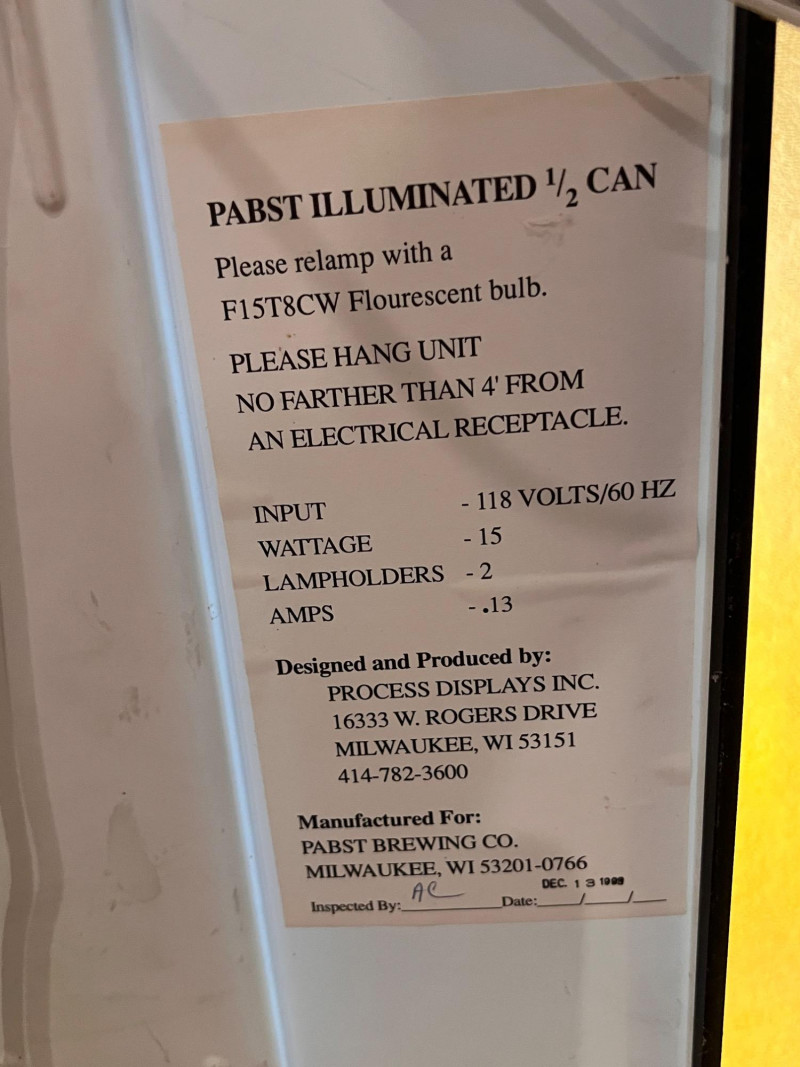 PABST ILLUMINATED 1/2 CAN
Please relamp with a
F15T8CW Flourescent bulb.
PLEASE HANG UNIT
NO FARTHER THAN 4' FROM
AN ELECTRICAL RECEPTACLE.
INPUT - 118 VOLTS/60 HZ
WATTAGE - 15
LAMPHOLDERS - 2
AMPS - .13
Designed and Produced by:
PROCESS DISPLAYS INC.
16333 W. ROGERS DRIVE
MILWAUKEE, WI 53151
414-782-3600
Manufactured For:
PABST BREWING CO.
MILWAUKEE, WI 53201-0766
DEC. 13
Inspected By: AC Date: / /